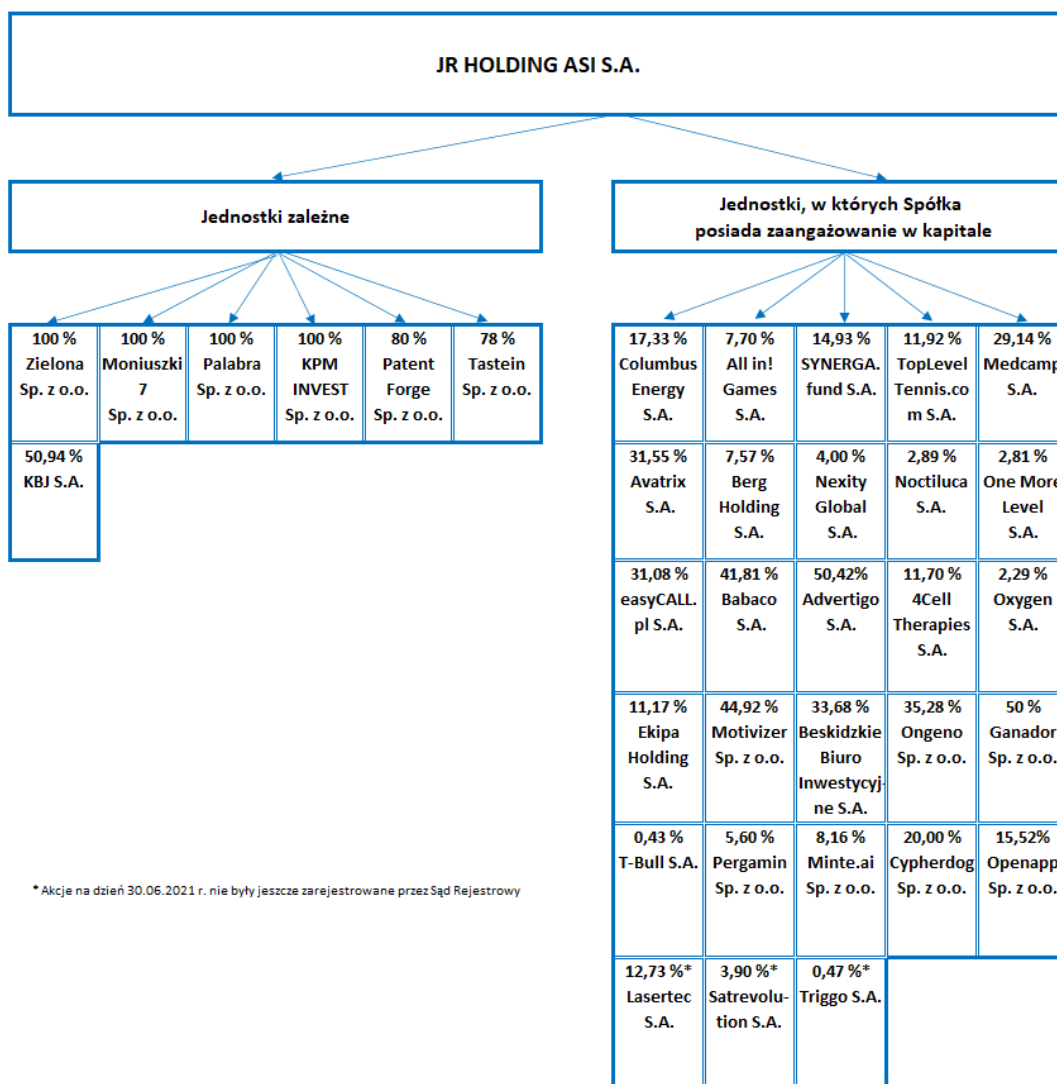 JR HOLDING ASI S.A.
Jednostki zależne
Jednostki, w których Spółka
posiada zaangażowanie w kapitale
100 %
Zielona
Sp. z o.o.
100 %
Moniuszki
7
Sp. z o.o.
100 %
Palabra
Sp. z o.o.
100 %
KPM
INVEST
Sp. z o.o.
80 %
Patent
Forge
Sp. z o.o.
78 %
Tastein
Sp. z o.o.
50,94 %
KBJ S.A.
17,33 %
Columbus
Energy
S.A.
7,70 %
All in!
Games
S.A.
14,93 %
SYNERGA.
fund S.A.
11,92 %
TopLevel
Tennis.co
m S.A.
29,14 %
Medcamp
S.A.
31,55 %
Avatrix
S.A.
7,57 %
Berg
Holding
S.A.
4,00 %
Nexity
Global
S.A.
2,89 %
Noctiluca
S.A.
2,81 %
One More
Level
S.A.
31,08 %
easyCALL.
pl S.A.
41,81 %
Babaco
S.A.
50,42%
Advertigo
S.A.
11,70 %
4Cell
Therapies
S.A.
2,29 %
Oxygen
S.A.
11,17 %
Ekipa
Holding
S.A.
44,92 %
Motivizer
Sp. z o.o.
33,68 %
Beskidzkie
Biuro
Inwestycyj-
ne S.A.
35,28 %
Ongeno
Sp. z o.o.
50 %
Ganador
Sp. z o.o.
0,43 %
T-Bull S.A.
5,60 %
Pergamin
Sp. z o.o.
8,16 %
Minte.ai
Sp. z o.o.
20,00 %
Cypherdog
Sp. z o.o.
15,52%
Openapp
Sp. z o.o.
12,73 %*
Lasertec
S.A.
3,90 %*
Satrevolu-
tion S.A.
0,47 %*
Triggo S.A.
* Akcje na dzień 30.06.2021 r. nie były jeszcze zarejestrowane przez Sąd Rejestrowy